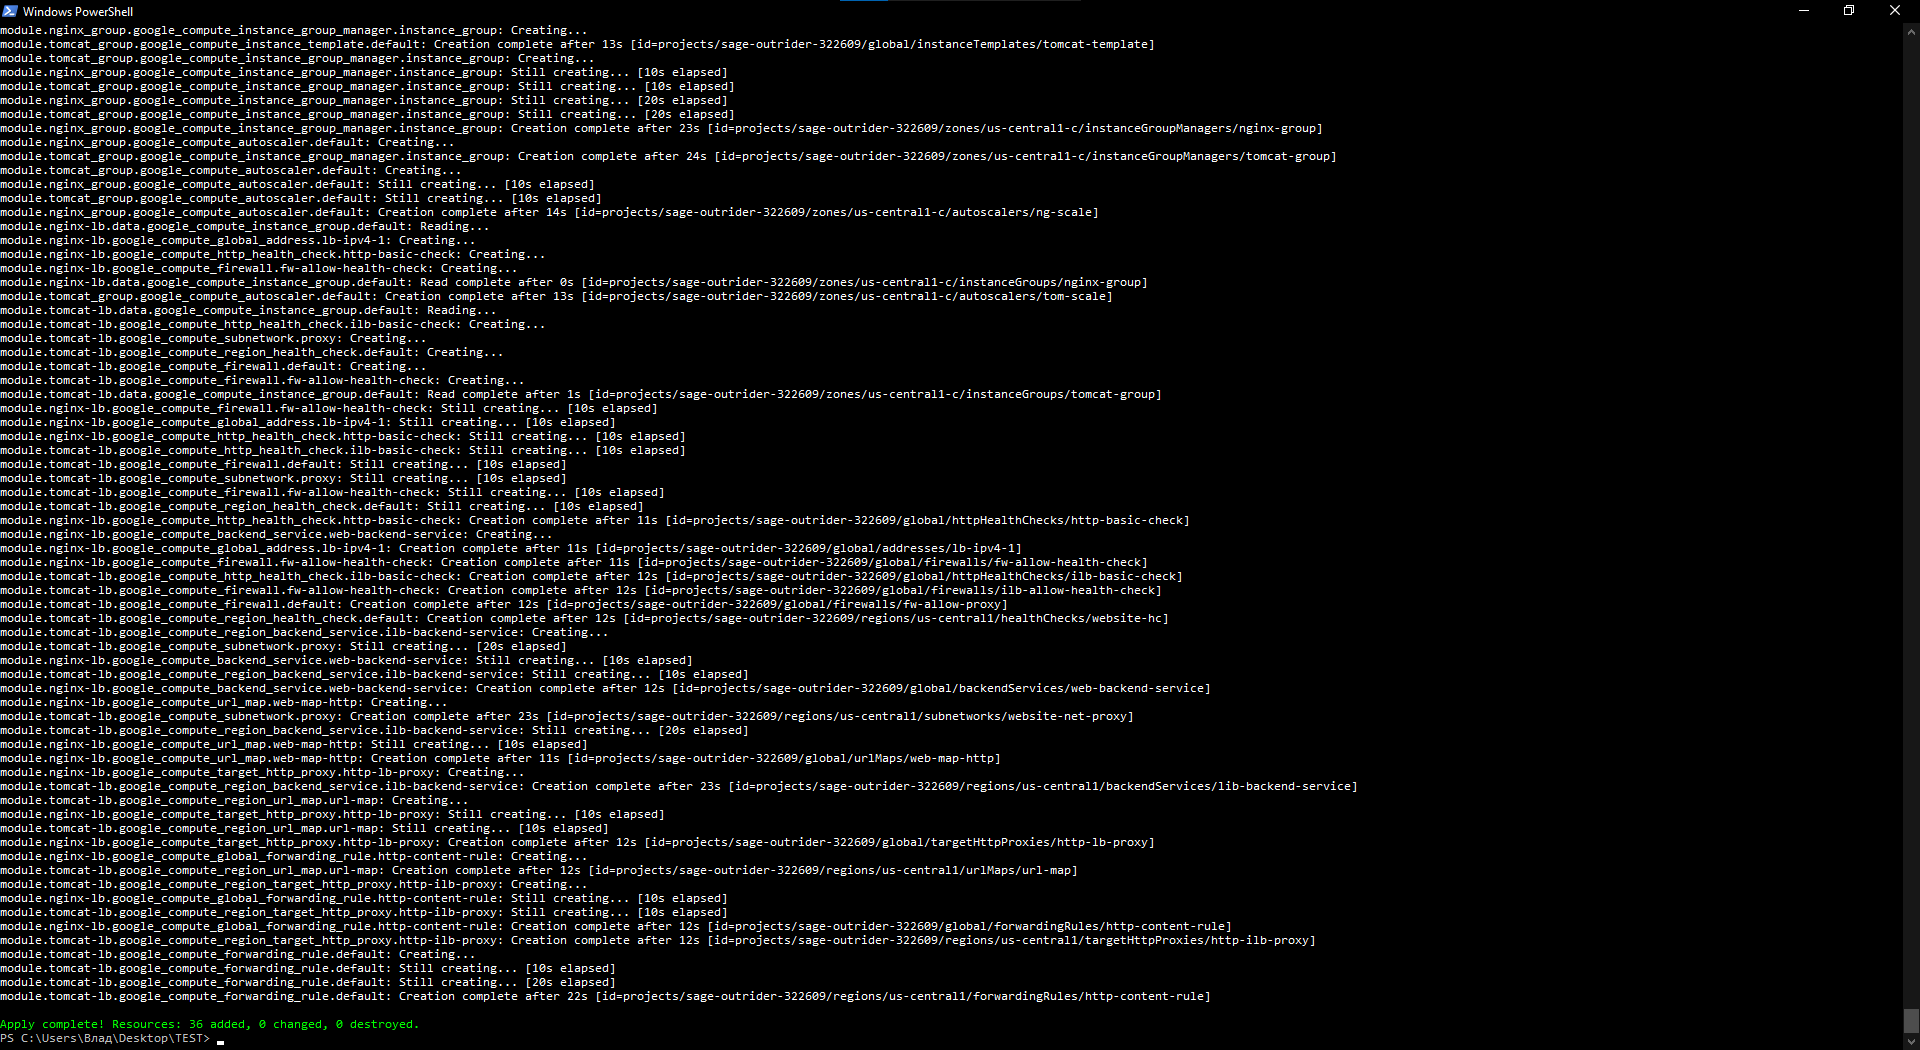 Windows PowerShell
module.nginx_group.google_compute_instance_group_manager.instance_group: Creating...
module.tomcat_group.google_compute_instance_template.default: Creation complete after 13s [id=projects/sage-outrider-322609/global/instanceTemplates/tomcat-template]
module.tomcat_group.google_compute_instance_group_manager.instance_group: Creating...
module.nginx_group.google_compute_instance_group_manager.instance_group: Still creating... [10s elapsed]
module.tomcat_group.google_compute_instance_group_manager.instance_group: Still creating... [10s elapsed]
module.nginx_group.google_compute_instance_group_manager.instance_group: Still creating... [20s elapsed]
module.tomcat_group.google_compute_instance_group_manager.instance_group: Still creating... [20s elapsed]
module.nginx_group.google_compute_instance_group_manager.instance_group: Creation complete after 23s [id=projects/sage-outrider-322609/zones/us-central1-c/instanceGroupManagers/nginx-group]
module.nginx_group.google_compute_autoscaler.default: Creating...
module.tomcat_group.google_compute_instance_group_manager.instance_group: Creation complete after 24s [id=projects/sage-outrider-322609/zones/us-central1-c/instanceGroupManagers/tomcat-group]
module.tomcat_group.google_compute_autoscaler.default: Creating...
module.nginx_group.google_compute_autoscaler.default: Still creating... [10s elapsed]
module.tomcat_group.google_compute_autoscaler.default: Still creating... [10s elapsed]
module.nginx_group.google_compute_autoscaler.default: Creation complete after 14s [id=projects/sage-outrider-322609/zones/us-central1-c/autoscalers/ng-scale]
module.nginx-lb.data.google_compute_instance_group.default: Reading...
module.nginx-lb.google_compute_global_address.lb-ipv4-1: Creating...
module.nginx-lb.google_compute_http_health_check.http-basic-check: Creating...
module.nginx-lb.google_compute_firewall.fw-allow-health-check: Creating...
module.nginx-lb.data.google_compute_instance_group.default: Read complete after 0s [id=projects/sage-outrider-322609/zones/us-central1-c/instanceGroups/nginx-group]
module.tomcat_group.google_compute_autoscaler.default: Creation complete after 13s [id=projects/sage-outrider-322609/zones/us-central1-c/autoscalers/tom-scale]
module.tomcat-lb.data.google_compute_instance_group.default: Reading...
module.tomcat-lb.google_compute_http_health_check.ilb-basic-check: Creating...
module.tomcat-lb.google_compute_subnetwork.proxy: Creating...
module.tomcat-lb.google_compute_region_health_check.default: Creating...
module.tomcat-lb.google_compute_firewall.default: Creating...
module.tomcat-lb.google_compute_firewall.fw-allow-health-check: Creating...
module.tomcat-lb.data.google_compute_instance_group.default: Read complete after 1s [id=projects/sage-outrider-322609/zones/us-central1-c/instanceGroups/tomcat-group]
module.nginx-lb.google_compute_firewall.fw-allow-health-check: Still creating... [10s elapsed]
module.nginx-lb.google_compute_global_address.lb-ipv4-1: Still creating... [10s elapsed]
module.nginx-lb.google_compute_http_health_check.http-basic-check: Still creating... [10s elapsed]
module.tomcat-lb.google_compute_http_health_check.ilb-basic-check: Still creating... [10s elapsed]
module.tomcat-lb.google_compute_firewall.default: Still creating... [10s elapsed]
module.tomcat-lb.google_compute_subnetwork.proxy: Still creating... [10s elapsed]
module.tomcat-lb.google_compute_firewall.fw-allow-health-check: Still creating... [10s elapsed]
module.tomcat-lb.google_compute_region_health_check.default: Still creating... [10s elapsed]
module.nginx-lb.google_compute_http_health_check.http-basic-check: Creation complete after 11s [id=projects/sage-outrider-322609/global/httpHealthChecks/http-basic-check]
module.nginx-lb.google_compute_backend_service.web-backend-service: Creating...
module.nginx-lb.google_compute_global_address.lb-ipv4-1: Creation complete after 11s [id=projects/sage-outrider-322609/global/addresses/lb-ipv4-1]
module.nginx-lb.google_compute_firewall.fw-allow-health-check: Creation complete after 11s [id=projects/sage-outrider-322609/global/firewalls/fw-allow-health-check]
module.tomcat-lb.google_compute_http_health_check.ilb-basic-check: Creation complete after 12s [id=projects/sage-outrider-322609/global/httpHealthChecks/ilb-basic-check]
module.tomcat-lb.google_compute_firewall.fw-allow-health-check: Creation complete after 12s [id=projects/sage-outrider-322609/global/firewalls/ilb-allow-health-check]
module.tomcat-lb.google_compute_firewall.default: Creation complete after 12s [id=projects/sage-outrider-322609/global/firewalls/fw-allow-proxy]
module.tomcat-lb.google_compute_region_health_check.default: Creation complete after 12s [id=projects/sage-outrider-322609/regions/us-central1/healthChecks/website-hc]
module.tomcat-lb.google_compute_region_backend_service.ilb-backend-service: Creating...
module.tomcat-lb.google_compute_subnetwork.proxy: Still creating... [20s elapsed]
module.nginx-lb.google_compute_backend_service.web-backend-service: Still creating... [10s elapsed]
module.tomcat-lb.google_compute_region_backend_service.ilb-backend-service: Still creating... [10s elapsed]
module.nginx-lb.google_compute_backend_service.web-backend-service: Creation complete after 12s [id=projects/sage-outrider-322609/global/backendServices/web-backend-service]
module.nginx-lb.google_compute_url_map.web-map-http: Creating...
module.tomcat-lb.google_compute_subnetwork.proxy: Creation complete after 23s [id=projects/sage-outrider-322609/regions/us-central1/subnetworks/website-net-proxy]
module.tomcat-lb.google_compute_region_backend_service.ilb-backend-service: Still creating... [20s elapsed]
module.nginx-lb.google_compute_url_map.web-map-http: Still creating... [10s elapsed]
module.nginx-lb.google_compute_url_map.web-map-http: Creation complete after 11s [id=projects/sage-outrider-322609/global/urlMaps/web-map-http]
module.nginx-lb.google_compute_target_http_proxy.http-lb-proxy: Creating...
module.tomcat-lb.google_compute_region_backend_service.ilb-backend-service: Creation complete after 23s [id=projects/sage-outrider-322609/regions/us-central1/backendServices/lib-backend-service]
module.tomcat-lb.google_compute_region_url_map.url-map: Creating...
module.nginx-lb.google_compute_target_http_proxy.http-lb-proxy: Still creating... [10s elapsed]
module.tomcat-lb.google_compute_region_url_map.url-map: Still creating... [10s elapsed]
module.nginx-lb.google_compute_target_http_proxy.http-lb-proxy: Creation complete after 12s [id=projects/sage-outrider-322609/global/targetHttpProxies/http-lb-proxy]
module.nginx-lb.google_compute_global_forwarding_rule.http-content-rule: Creating...
module.tomcat-lb.google_compute_region_url_map.url-map: Creation complete after 12s [id=projects/sage-outrider-322609/regions/us-central1/urlMaps/url-map]
module.tomcat-lb.google_compute_region_target_http_proxy.http-ilb-proxy: Creating...
module.nginx-lb.google_compute_global_forwarding_rule.http-content-rule: Still creating... [10s elapsed]
module.tomcat-lb.google_compute_region_target_http_proxy.http-ilb-proxy: Still creating... [10s elapsed]
module.nginx-lb.google_compute_global_forwarding_rule.http-content-rule: Creation complete after 12s [id=projects/sage-outrider-322609/global/forwardingRules/http-content-rule]
module.tomcat-lb.google_compute_region_target_http_proxy.http-ilb-proxy: Creation complete after 12s [id=projects/sage-outrider-322609/regions/us-central1/targetHttpProxies/http-ilb-proxy]
module.tomcat-lb.google_compute_forwarding_rule.default: Creating...
module.tomcat-lb.google_compute_forwarding_rule.default: Still creating... [10s elapsed]
module.tomcat-lb.google_compute_forwarding_rule.default: Still creating... [20s elapsed]
module.tomcat-lb.google_compute_forwarding_rule.default: Creation complete after 22s [id=projects/sage-outrider-322609/regions/us-central1/forwardingRules/http-content-rule]
Apply complete! Resources: 36 added, 0 changed, 0 destroyed.
PS C:\Users\Влад\Desktop\TEST>